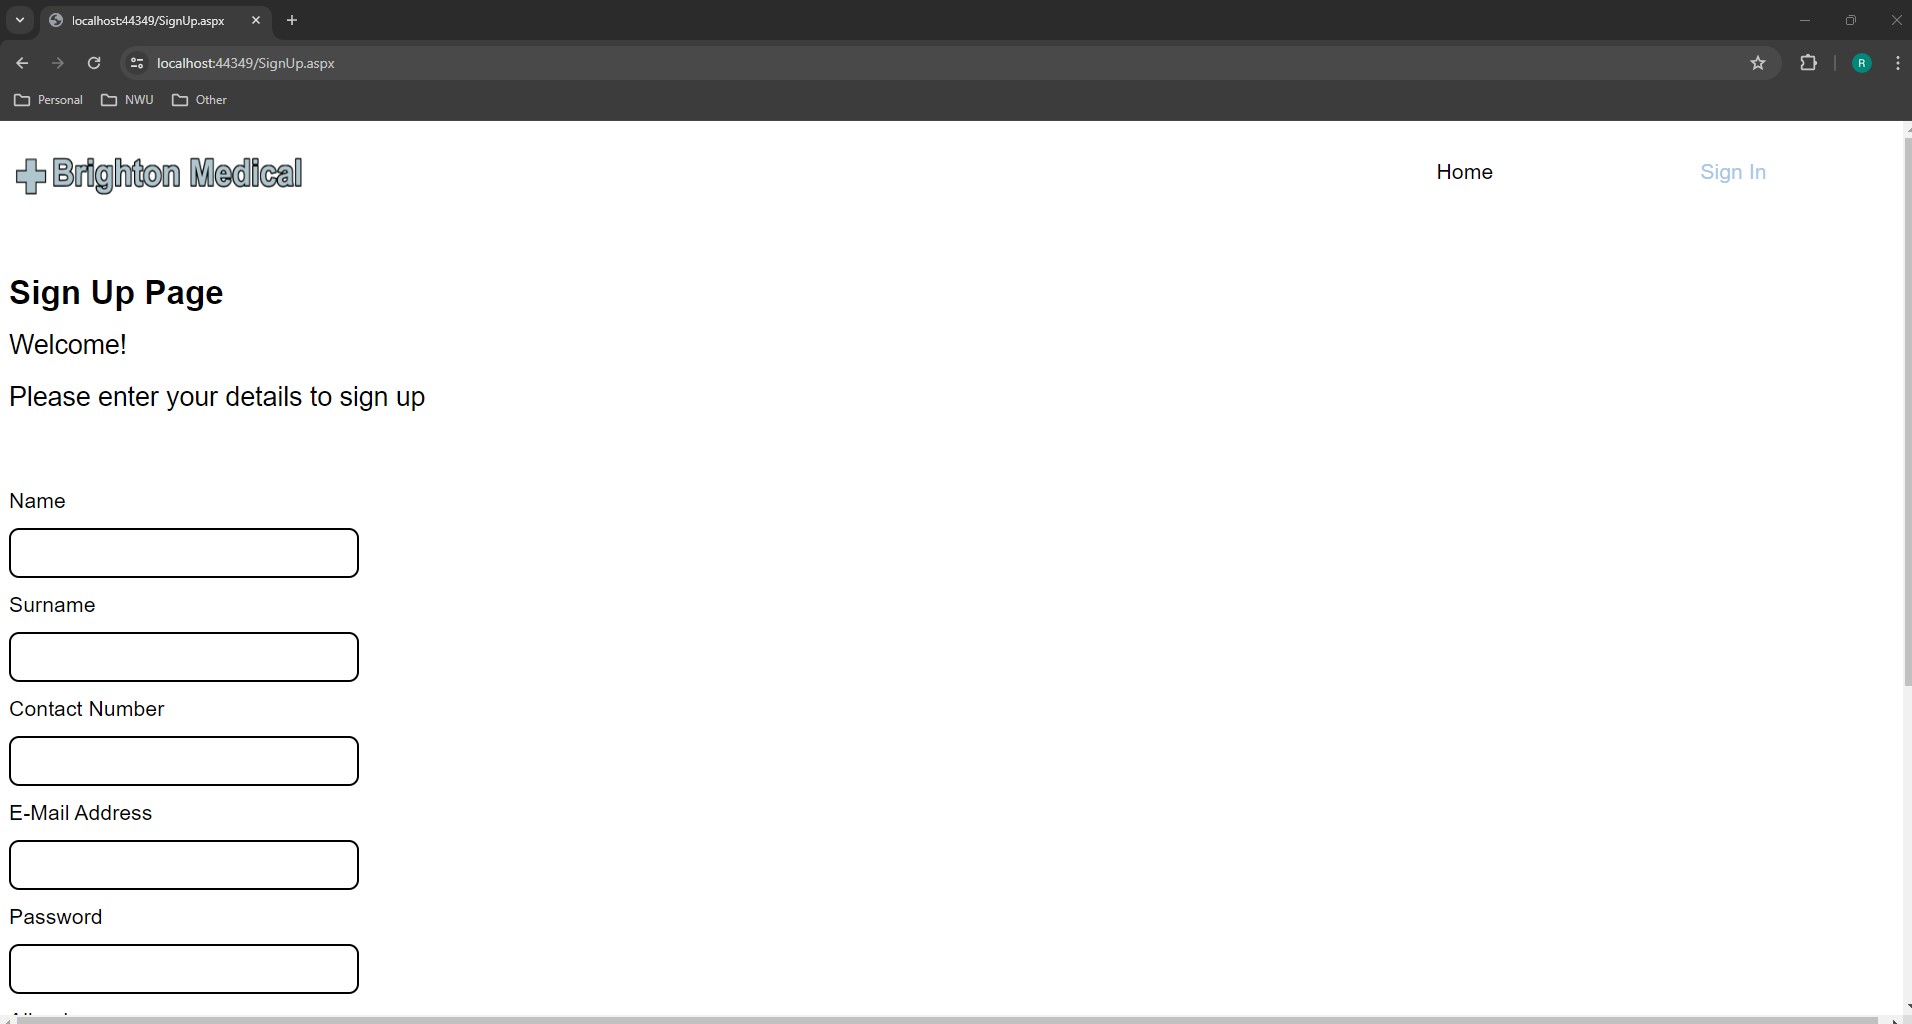 localhost:44349/SignUp.aspx
localhost:44349/SignUp.aspx
R
Personal NWU Other
Brighton Medical Home Sign In
Sign Up Page
Welcome!
Please enter your details to sign up
Name
Surname
Contact Number
E-Mail Address
Password